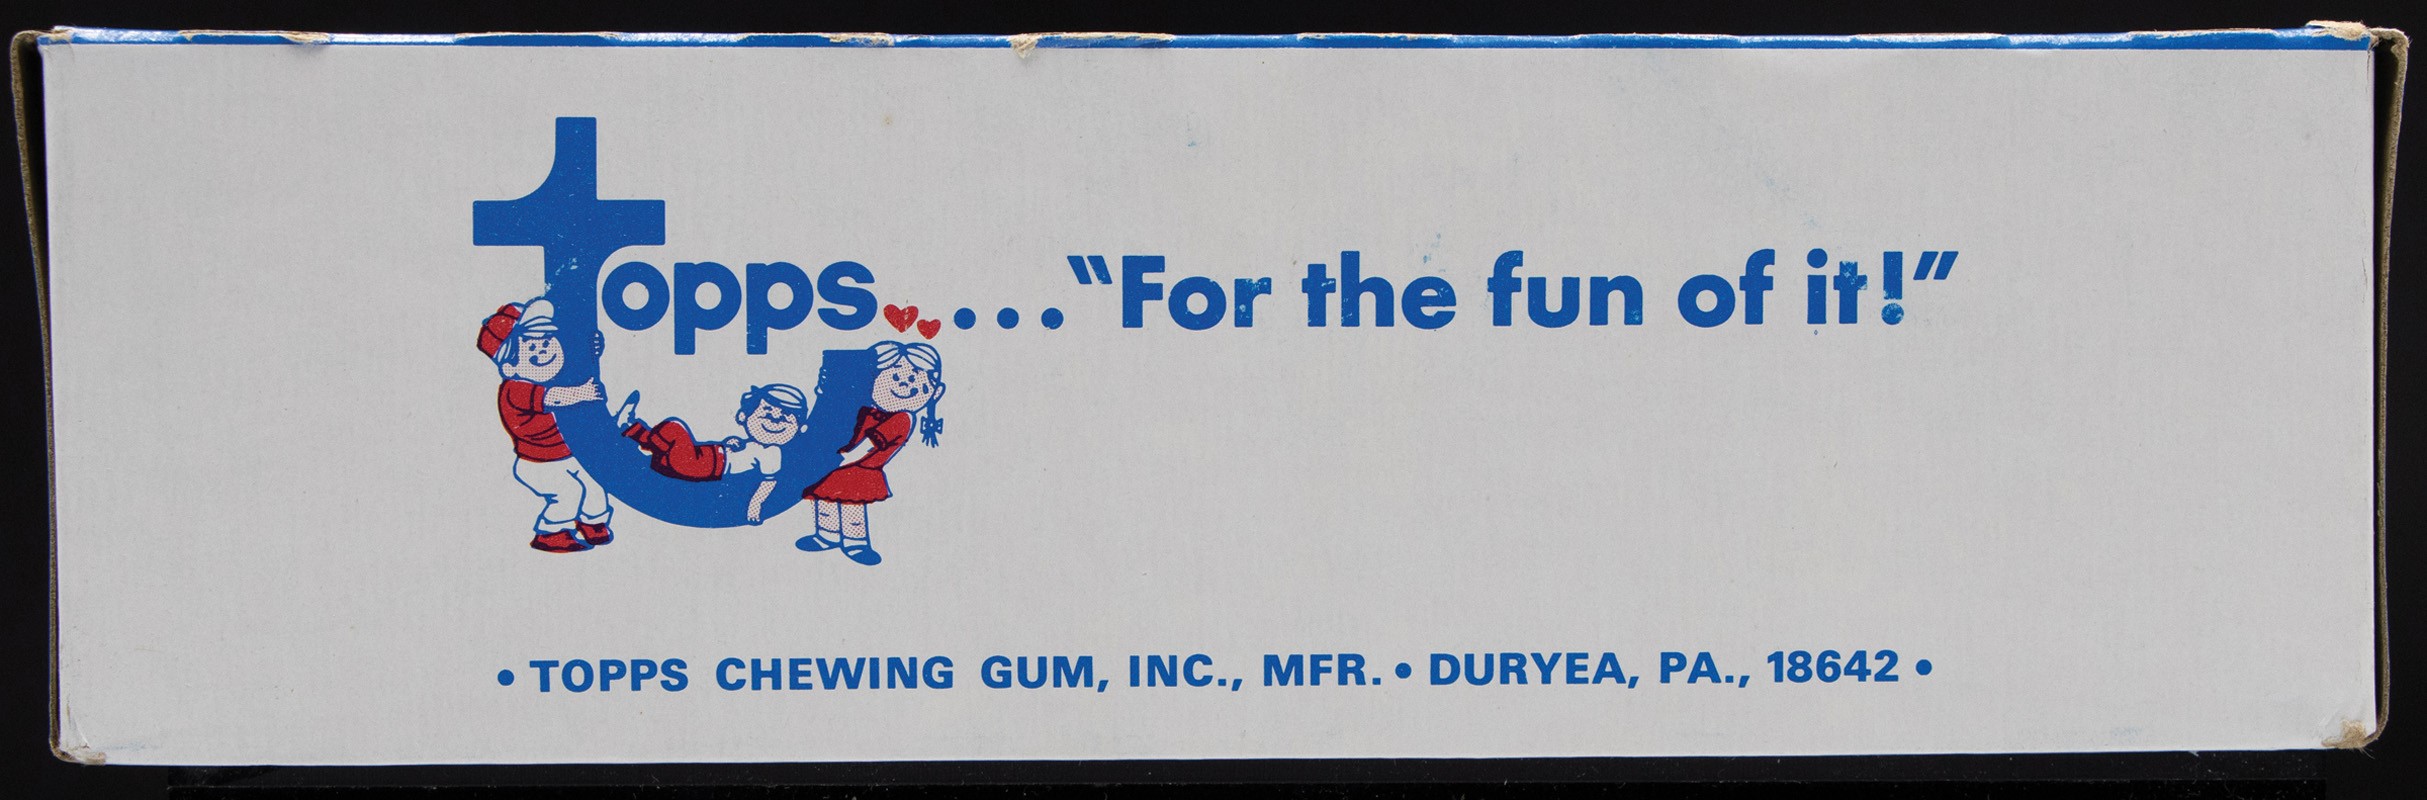 topps....“For the fun of it!”
• TOPPS CHEWING GUM, INC., MFR. • DURYEA, PA., 18642 •